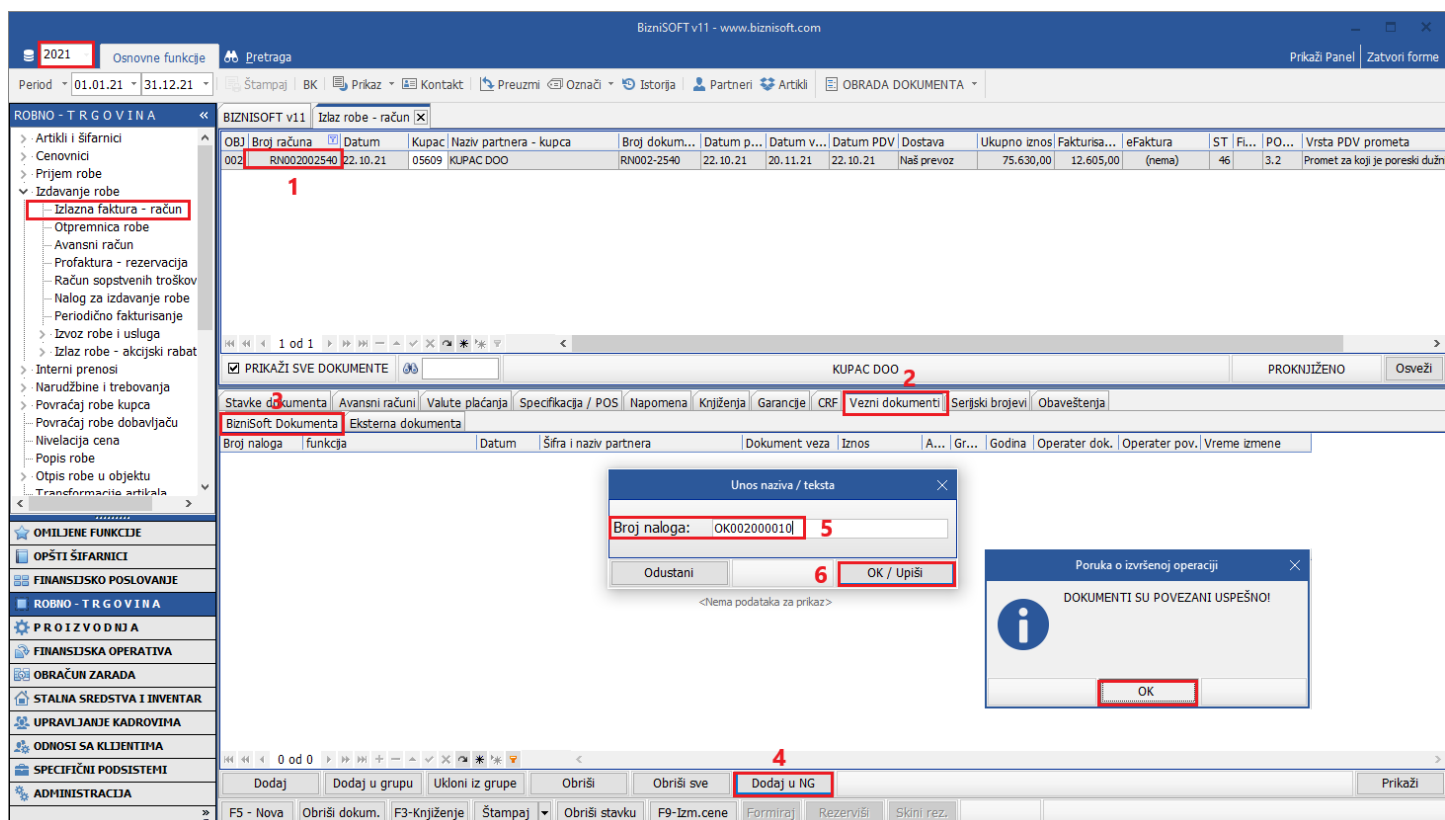 BizniSOFT v11 - www.biznisoft.com
2021 Osnovne funkcije Pretraga Prikaži Panel Zatvori forme
Period 01.01.21 31.12.21 Štampaj BK Prikaz Kontakt Preuzmi Označi Istorija Partneri Artikli OBRADA DOKUMENTA
ROBNO - T R G O V I N A «
Artikli i šifarnici
Cenovnici
Prijem robe
Izdavanje robe
Izlazna faktura - račun
Otpremnica robe
Avansni račun
Profaktura - rezervacija
Račun sopstvenih troškov
Nalog za izdavanje robe
Periodično fakturisanje
Izvoz robe i usluga
Izlaz robe - akcijski rabat
Interni prenosi
Narudžbine i trebovanja
Povraćaj robe kupca
Povraćaj robe dobavljaču
Nivelacija cena
Popis robe
Otpis robe u objektu
Transformacije artikala
OMILJENE FUNKCIJE
OPŠTI ŠIFARNICI
FINANSIJSKO POSLOVANJE
ROBNO - T R G O V I N A
P R O I Z V O D NJ A
FINANSIJSKA OPERATIVA
OBRAČUN ZARADA
STALNA SREDSTVA I INVENTAR
UPRAVLJANJE KADROVIMA
ODNOSI SA KLIJENTIMA
SPECIFIČNI PODSISTEMI
ADMINISTRACIJA
»
BIZNISOFT v11 Izlaz robe - račun
OBJ Broj računa Datum Kupac Naziv partnera - kupca Broj dokum... Datum p... Datum v... Datum PDV Dostava Ukupno iznos Fakturisa... eFaktura ST Fi... PO... Vrsta PDV prometa
002 RN002002540 22.10.21 05609 KUPAC DOO RN002-2540 22.10.21 20.11.21 22.10.21 Naš prevoz 75.630,00 12.605,00 (nema) 46 3.2 Promet za koji je poreski dužni
1
1 od 1
PRIKAŽI SVE DOKUMENTE KUPAC DOO PROKNJIŽENO Osveži
2
3
Stavke dokumenta Avansni računi Valute plaćanja Specifikacija / POS Napomena Knjiženja Garancije CRF Vezni dokumenti Serijski brojevi Obaveštenja
BizniSoft Dokumenta Eksterna dokumenta
Broj naloga funkcija Datum Šifra i naziv partnera Dokument veza Iznos A... Gr... Godina Operater dok. Operater pov. Vreme izmene
Unos naziva / teksta
Broj naloga: OK002000010 5
Odustani 6 OK / Upiši
<Nema podataka za prikaz>
Poruka o izvršenoj operaciji
DOKUMENTI SU POVEZANI USPEŠNO!
OK
0 od 0
4
Dodaj Dodaj u grupu Ukloni iz grupe Obriši Obriši sve Dodaj u NG Prikaži
F5 - Nova Obriši dokum. F3-Knjiženje Štampaj Obriši stavku F9-Izm.cene Formiraj Rezerviši Skini rez.